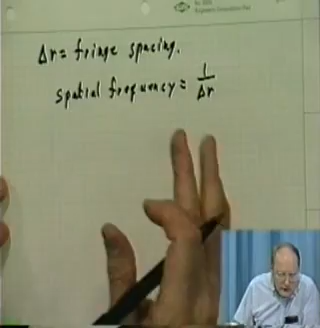 Δr = fringe spacing.
spatial frequency = 1/Δr